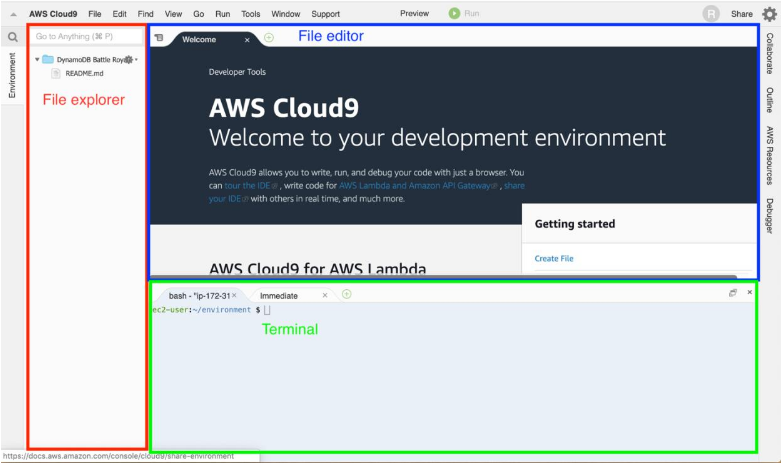 AWS Cloud9 File Edit Find View Go Run Tools Window Support Preview Run R Share
Go to Anything (⌘ P)
Environment
DynamoDB Battle Roya
README.md
File explorer
Welcome × File editor
Developer Tools
AWS Cloud9
Welcome to your development environment
AWS Cloud9 allows you to write, run, and debug your code with just a browser. You
can tour the IDE , write code for AWS Lambda and Amazon API Gateway , share
your IDE with others in real time, and much more.
Getting started
Create File
AWS Cloud9 for AWS Lambda
bash - "ip-172-31 × Immediate ×
ec2-user:~/environment $
Terminal
Collaborate
Outline
AWS Resources
Debugger
https://docs.aws.amazon.com/console/cloud9/share-environment